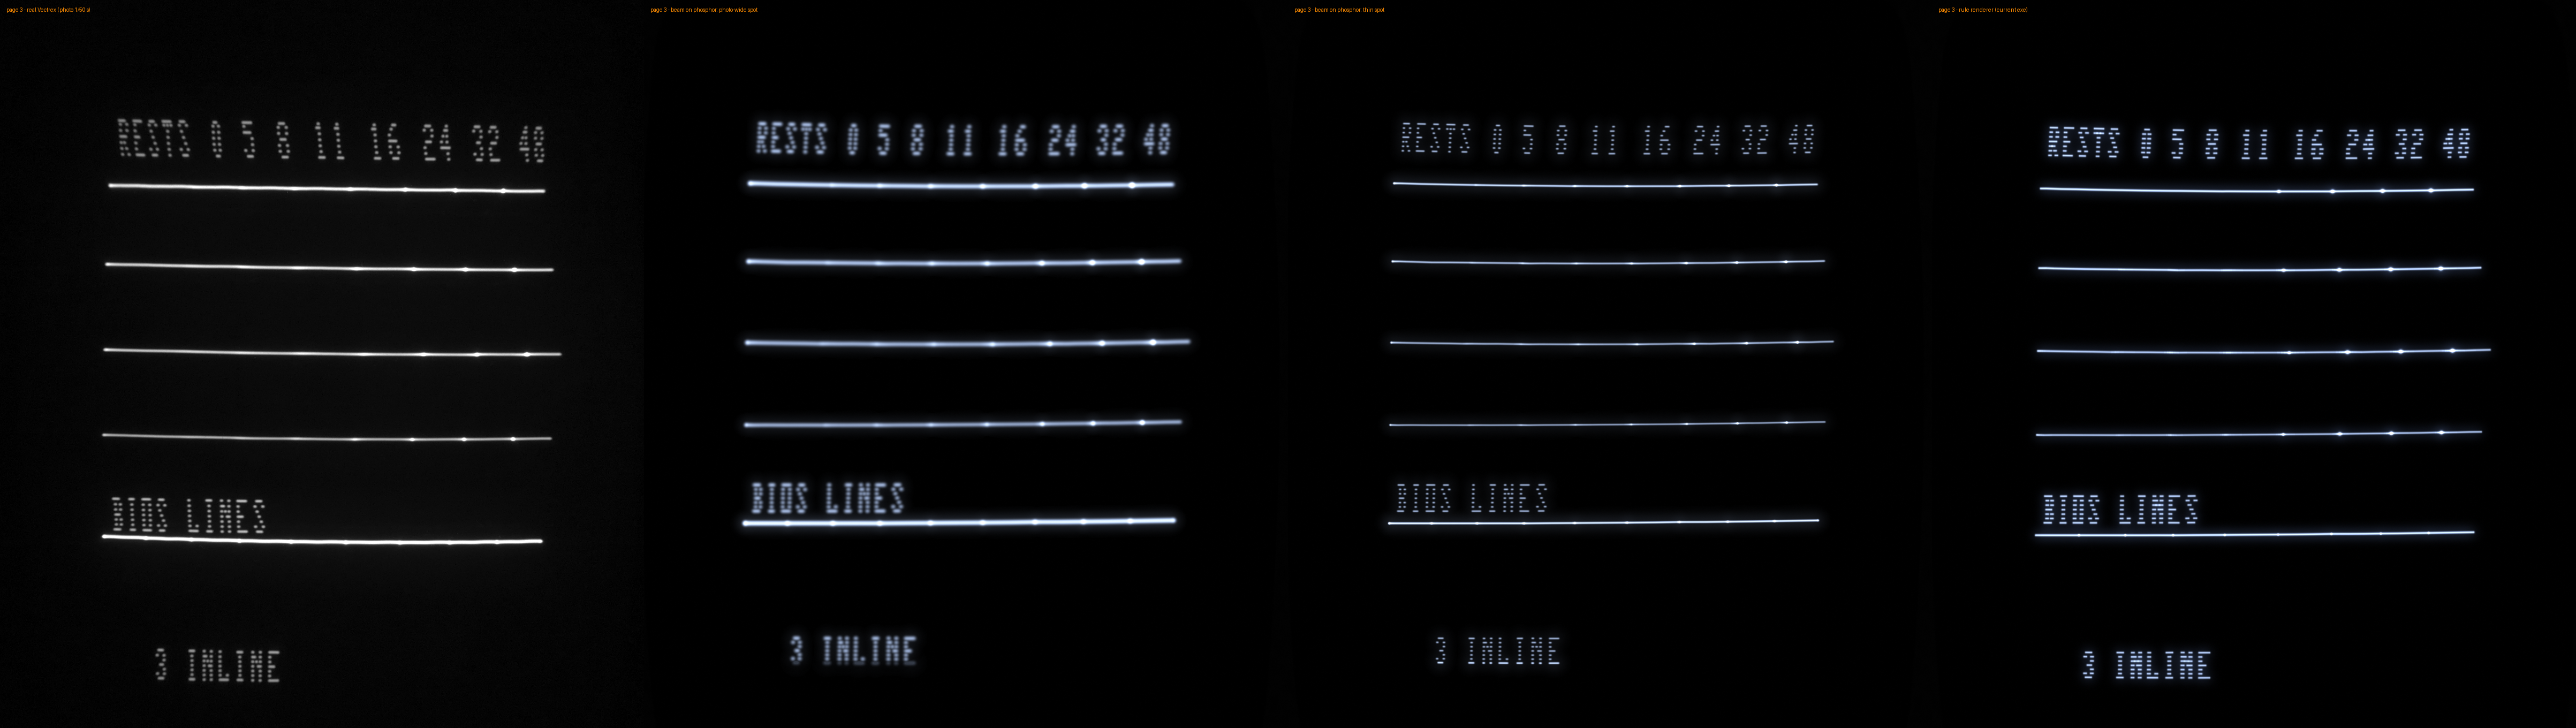 page 3 - real Vectrex (photo 1/50 s)
RESTS 0 5 8 11 16 24 32 48
BIOS LINES
3 INLINE
page 3 - beam on phosphor: photo-wide spot
RESTS 0 5 8 11 16 24 32 48
BIOS LINES
3 INLINE
page 3 - beam on phosphor: thin spot
RESTS 0 5 8 11 16 24 32 48
BIOS LINES
3 INLINE
page 3 - rule renderer (current exe)
RESTS 0 5 8 11 16 24 32 48
BIOS LINES
3 INLINE